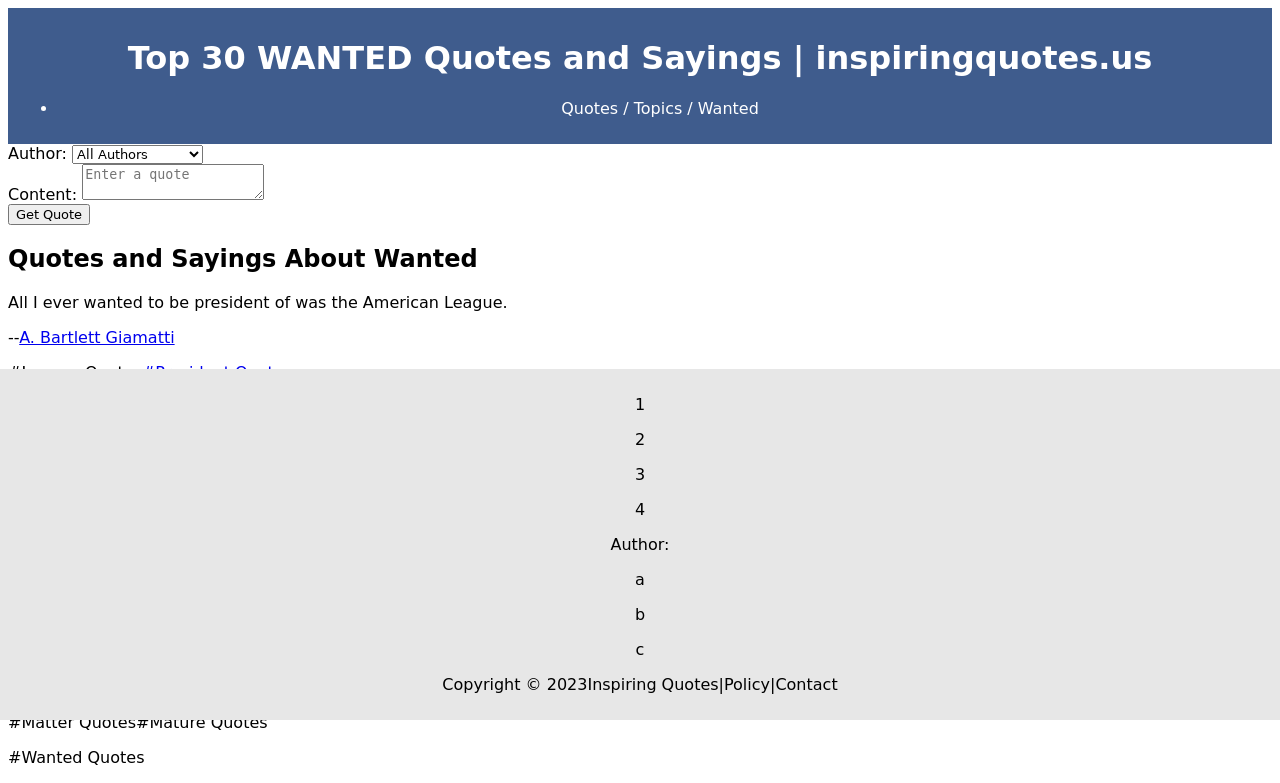 Top 30 WANTED Quotes and Sayings | inspiringquotes.us
Quotes / Topics / Wanted
Author: All Authors
Content: Enter a quote
Get Quote
Quotes and Sayings About Wanted
All I ever wanted to be president of was the American League.
--A. Bartlett Giamatti
1
2
3
4
Author:
a
b
c
Copyright © 2023Inspiring Quotes|Policy|Contact
#Matter Quotes#Mature Quotes
#Wanted Quotes